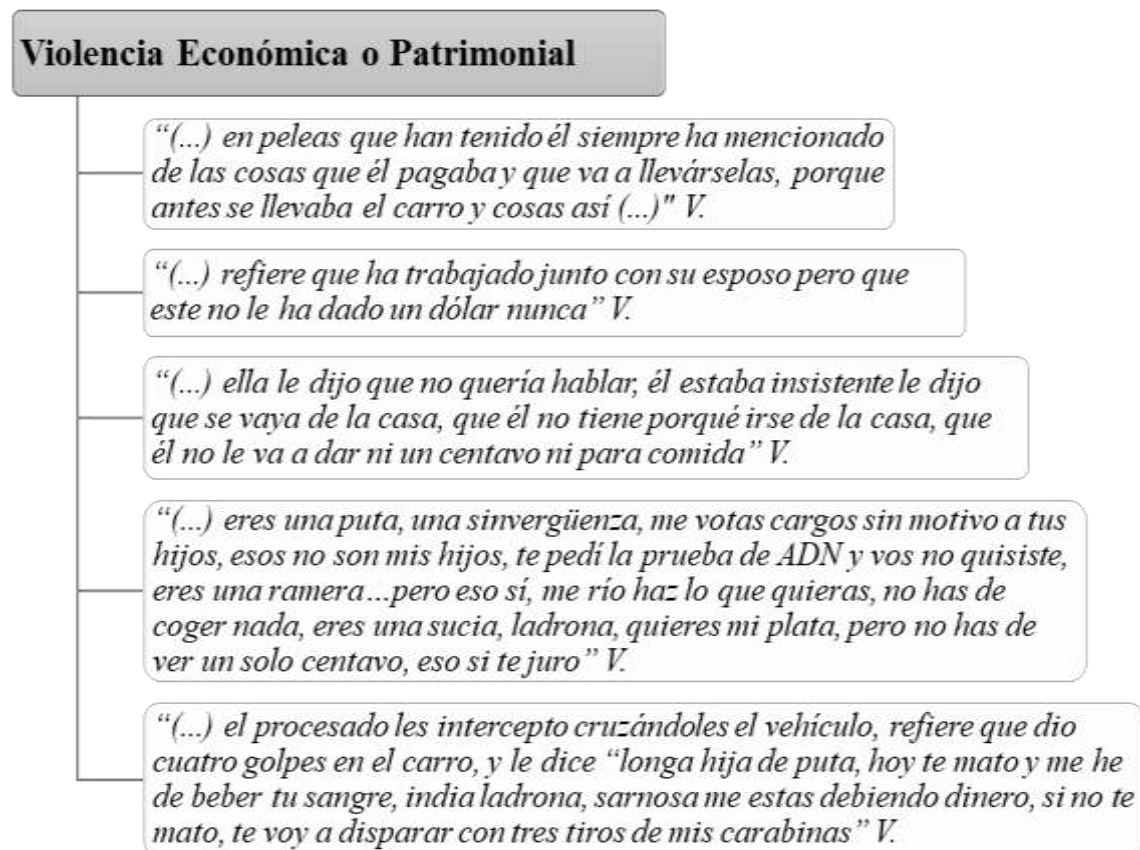 Violencia Económica o Patrimonial
“(...) en peleas que han tenido él siempre ha mencionado
de las cosas que él pagaba y que va a llevárselas, porque
antes se llevaba el carro y cosas así (...)" V.
“(...) refiere que ha trabajado junto con su esposo pero que
este no le ha dado un dólar nunca” V.
“(...) ella le dijo que no quería hablar, él estaba insistente le dijo
que se vaya de la casa, que él no tiene porqué irse de la casa, que
él no le va a dar ni un centavo ni para comida” V.
“(...) eres una puta, una sinvergüenza, me votas cargos sin motivo a tus
hijos, esos no son mis hijos, te pedí la prueba de ADN y vos no quisiste,
eres una ramera...pero eso sí, me río haz lo que quieras, no has de
coger nada, eres una sucia, ladrona, quieres mi plata, pero no has de
ver un solo centavo, eso si te juro” V.
“(...) el procesado les intercepto cruzándoles el vehículo, refiere que dio
cuatro golpes en el carro, y le dice “longa hija de puta, hoy te mato y me he
de beber tu sangre, india ladrona, sarnosa me estas debiendo dinero, si no te
mato, te voy a disparar con tres tiros de mis carabinas” V.